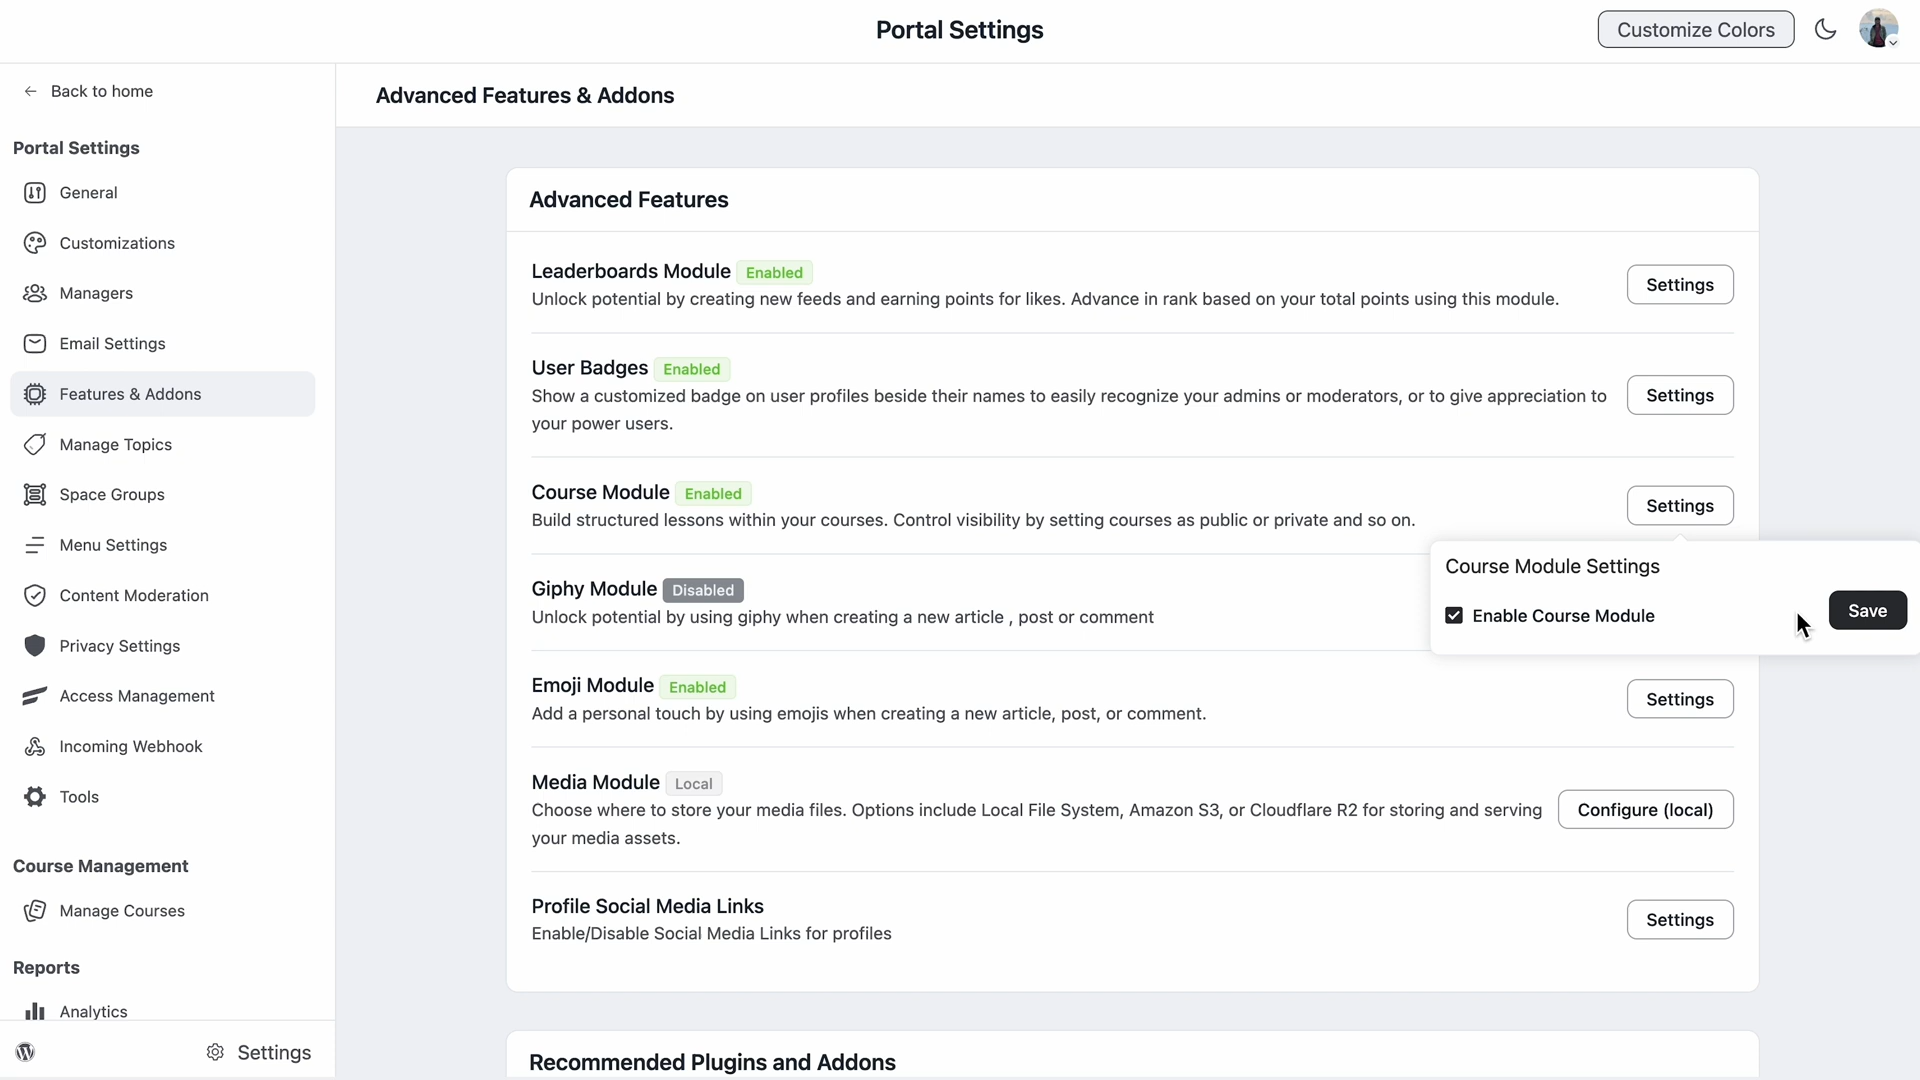 Portal Settings
Customize Colors
Back to home
Portal Settings
General
Customizations
Managers
Email Settings
Features & Addons
Manage Topics
Space Groups
Menu Settings
Content Moderation
Privacy Settings
Access Management
Incoming Webhook
Tools
Course Management
Manage Courses
Reports
Analytics
Settings
Advanced Features & Addons
Advanced Features
Leaderboards Module Enabled
Unlock potential by creating new feeds and earning points for likes. Advance in rank based on your total points using this module.
Settings
User Badges Enabled
Show a customized badge on user profiles beside their names to easily recognize your admins or moderators, or to give appreciation to
your power users.
Settings
Course Module Enabled
Build structured lessons within your courses. Control visibility by setting courses as public or private and so on.
Settings
Course Module Settings
Enable Course Module
Save
Giphy Module Disabled
Unlock potential by using giphy when creating a new article , post or comment
Emoji Module Enabled
Add a personal touch by using emojis when creating a new article, post, or comment.
Settings
Media Module Local
Choose where to store your media files. Options include Local File System, Amazon S3, or Cloudflare R2 for storing and serving
your media assets.
Configure (local)
Profile Social Media Links
Enable/Disable Social Media Links for profiles
Settings
Recommended Plugins and Addons